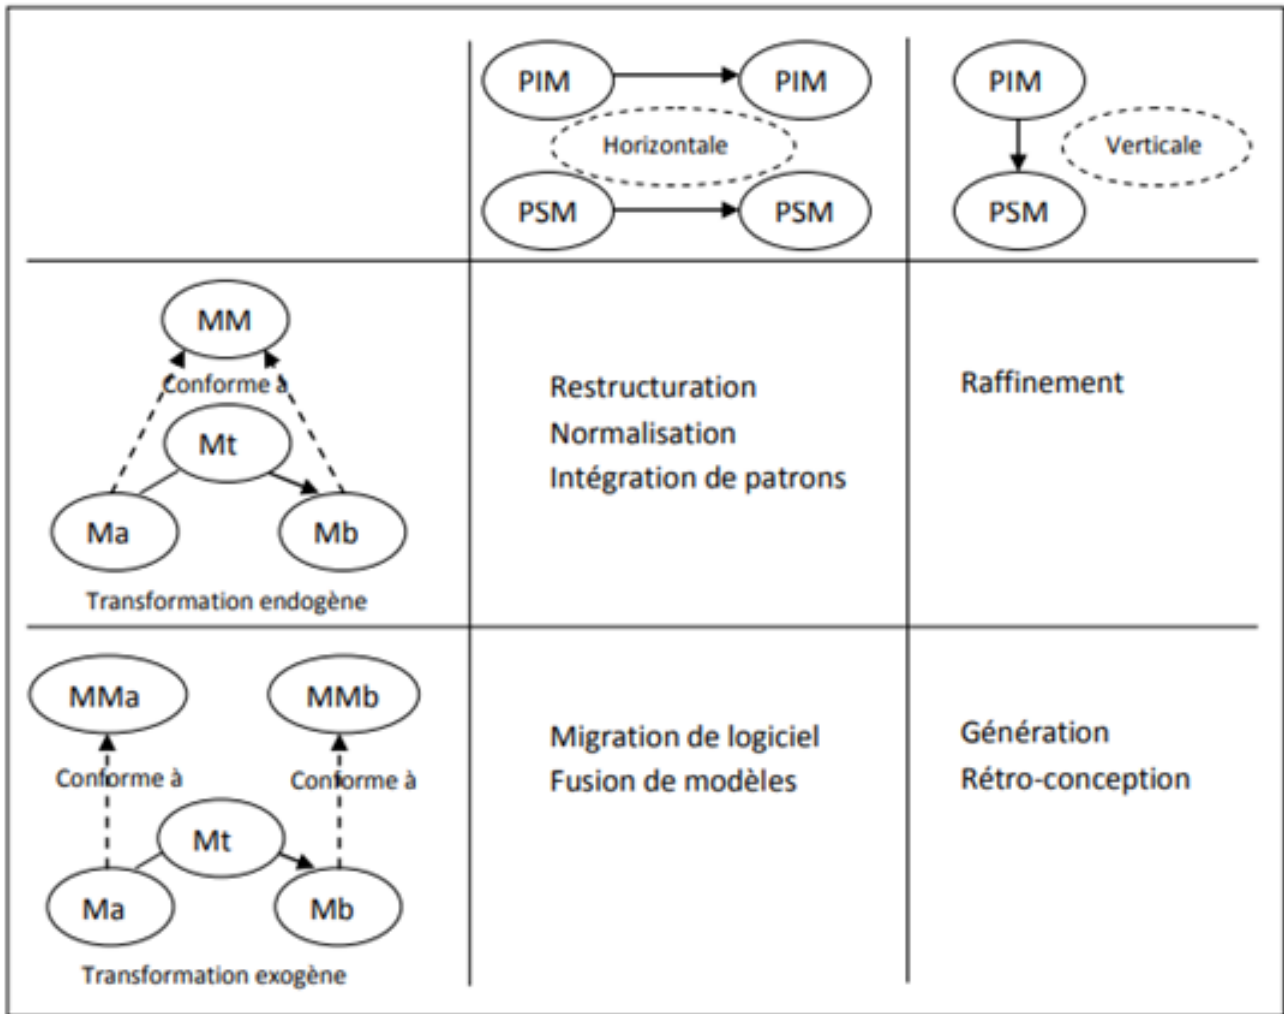 PIM
PIM
PIM
Horizontale
Verticale
PSM
PSM
PSM
MM
Conforme à
Mt
Ma
Mb
Transformation endogène
Restructuration
Normalisation
Intégration de patrons
Raffinement
MMa
MMb
Conforme à
Conforme à
Mt
Ma
Mb
Transformation exogène
Migration de logiciel
Fusion de modèles
Génération
Rétro-conception